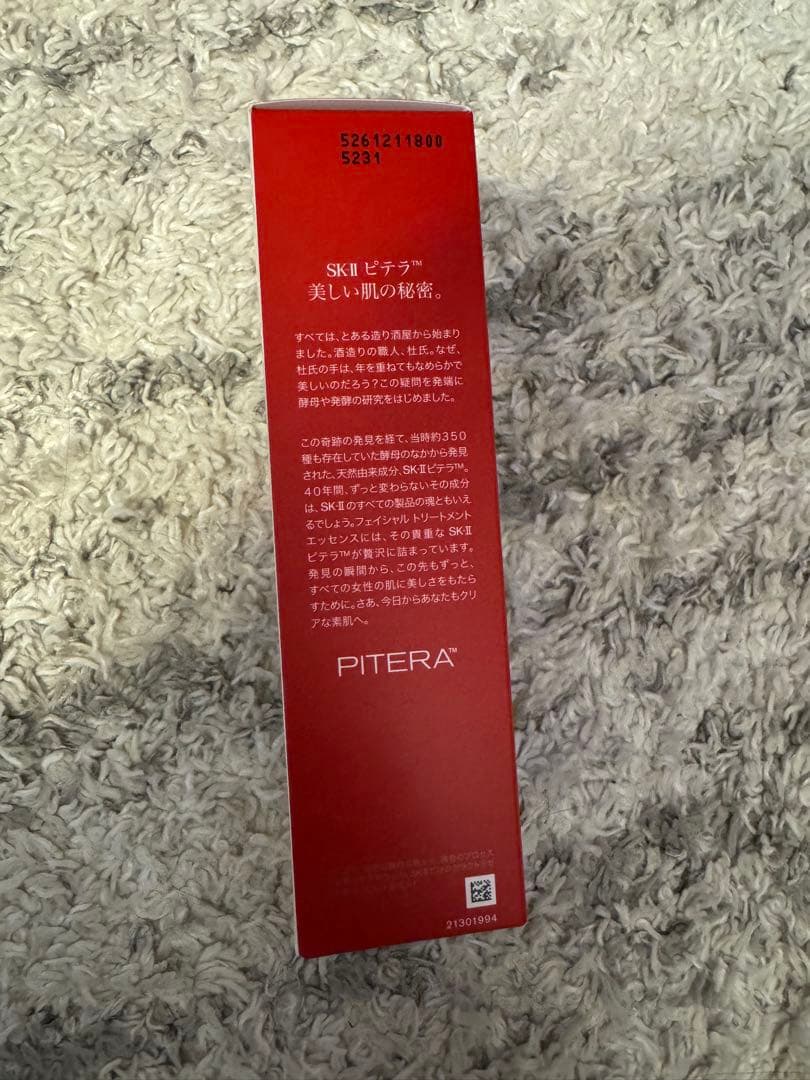 5261211800
5231
SK-II ピテラ™
美しい肌の秘密。
すべては、とある造り酒屋から始まり
ました。酒造りの職人、杜氏。なぜ、
杜氏の手は、年を重ねてもなめらかで
美しいのだろう？この疑問を発端に
酵母や発酵の研究をはじめました。
この奇跡の発見を経て、当時約350
種も存在していた酵母のなかから発見
された、天然由来成分、SK-IIピテラ™。
40年間、ずっと変わらないその成分
は、SK-IIのすべての製品の魂ともいえ
るでしょう。フェイシャル トリートメント
エッセンスには、その貴重な SK-II
ピテラ™が贅沢に詰まっています。
発見の瞬間から、この先もずっと、
すべての女性の肌に美しさをもたら
すために。さあ、今日からあなたもクリ
アな素肌へ。
PITERA™
のプロセス
21301994